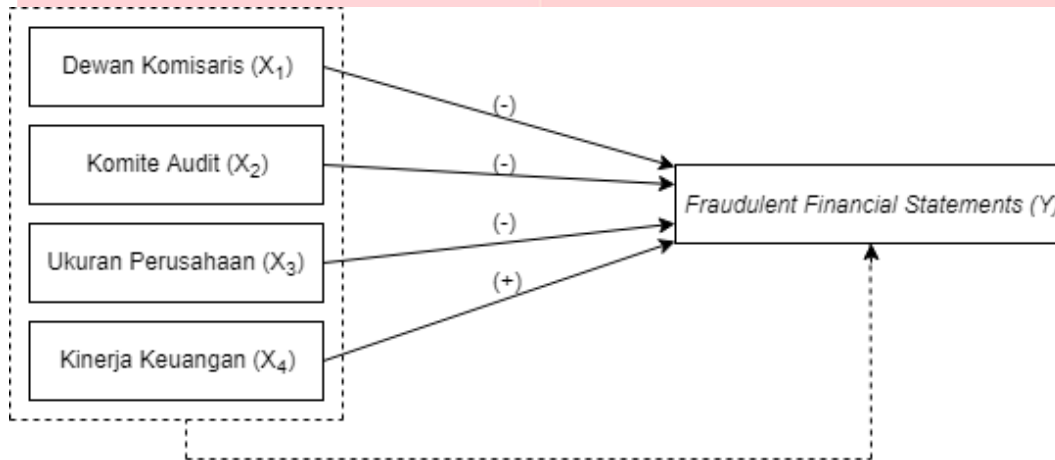 Dewan Komisaris (X₁)
(-)
Komite Audit (X₂)
(-)
Fraudulent Financial Statements (Y)
Ukuran Perusahaan (X₃)
(-)
Kinerja Keuangan (X₄)
(+)